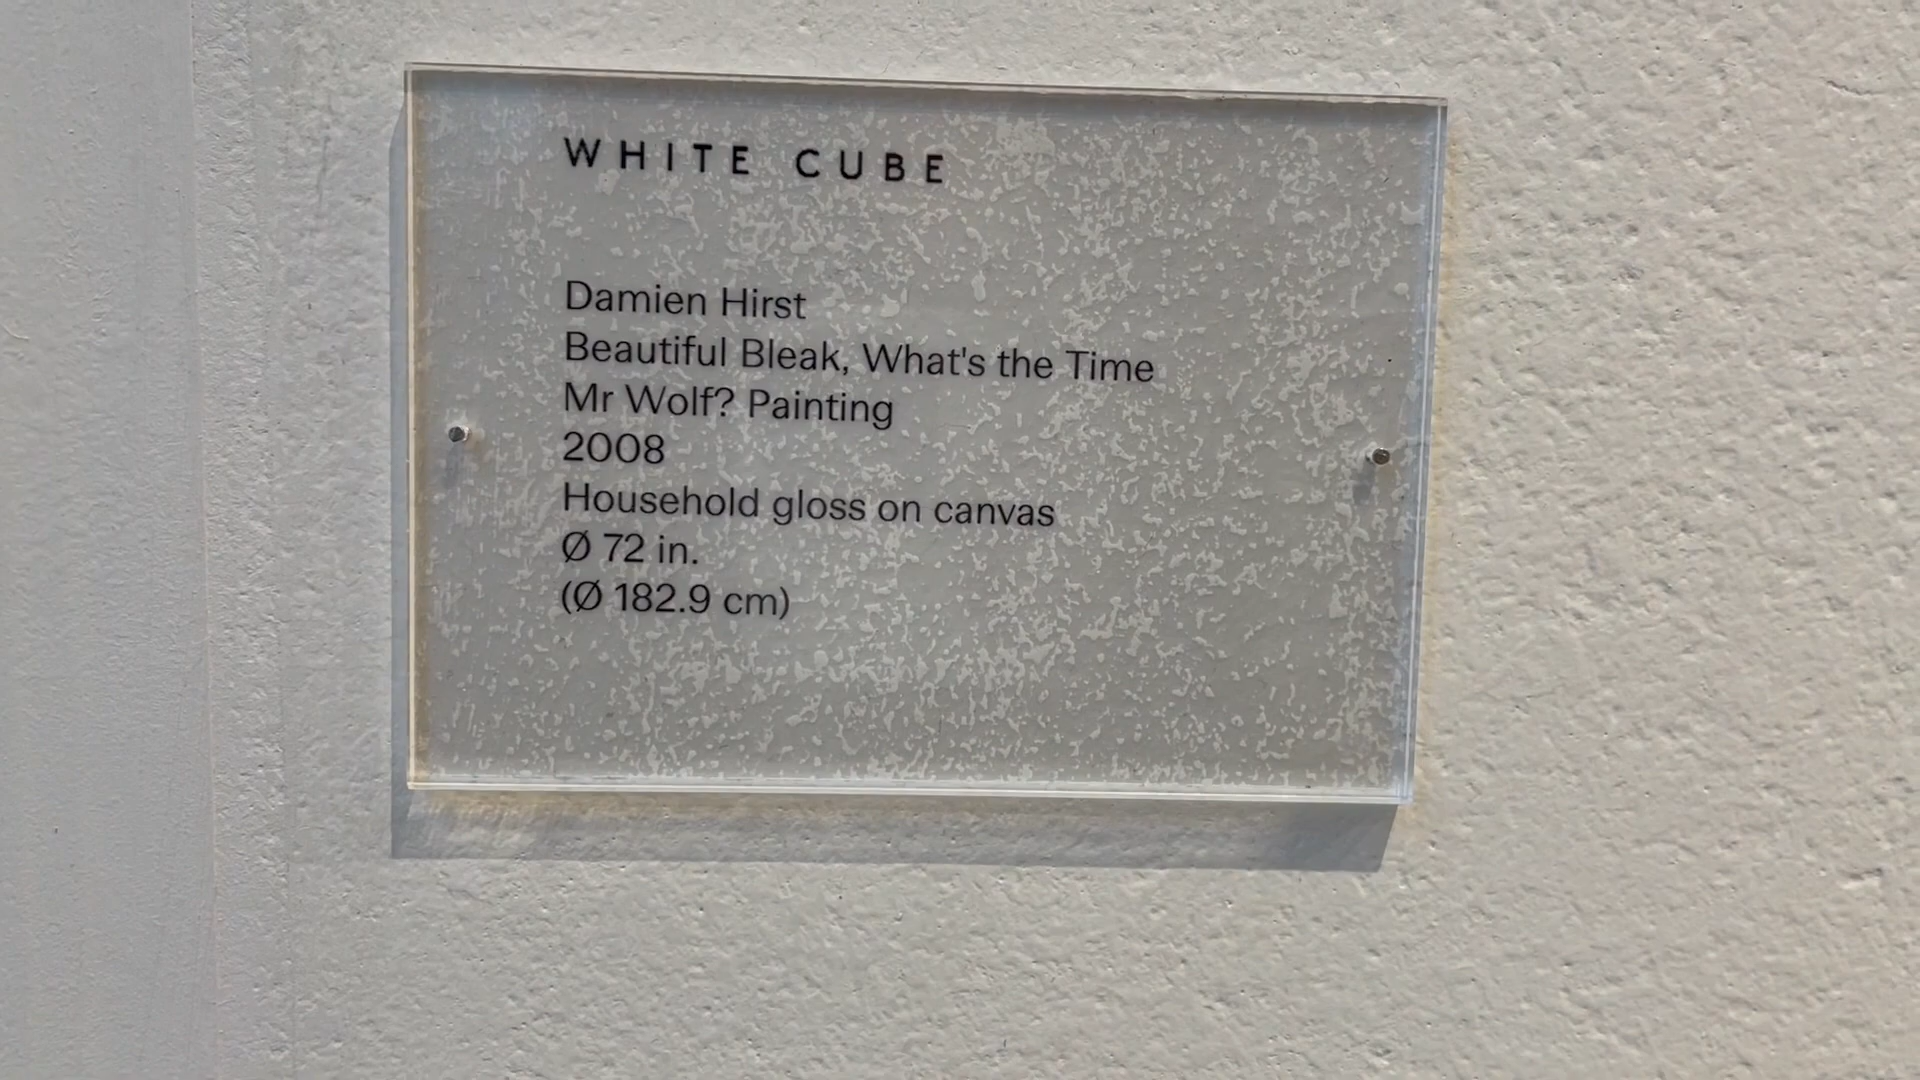 WHITE CUBE
Damien Hirst
Beautiful Bleak, What's the Time
Mr Wolf? Painting
2008
Household gloss on canvas
Ø 72 in.
(Ø 182.9 cm)